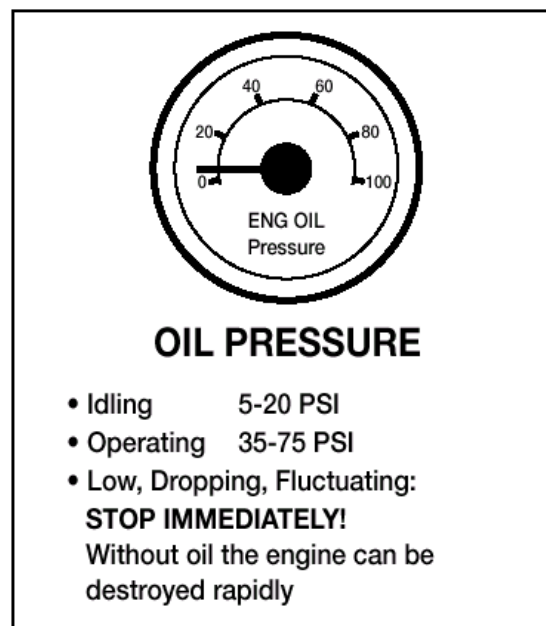 40 60
20 80
0 100
ENG OIL
Pressure
OIL PRESSURE
• Idling 5-20 PSI
• Operating 35-75 PSI
• Low, Dropping, Fluctuating:
STOP IMMEDIATELY!
Without oil the engine can be
destroyed rapidly